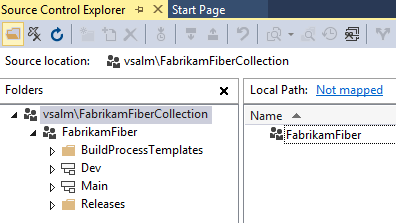 Source Control Explorer
Start Page
Source location: vsalm\FabrikamFiberCollection
Folders
vsalm\FabrikamFiberCollection
FabrikamFiber
BuildProcessTemplates
Dev
Main
Releases
Local Path: Not mapped
Name
FabrikamFiber